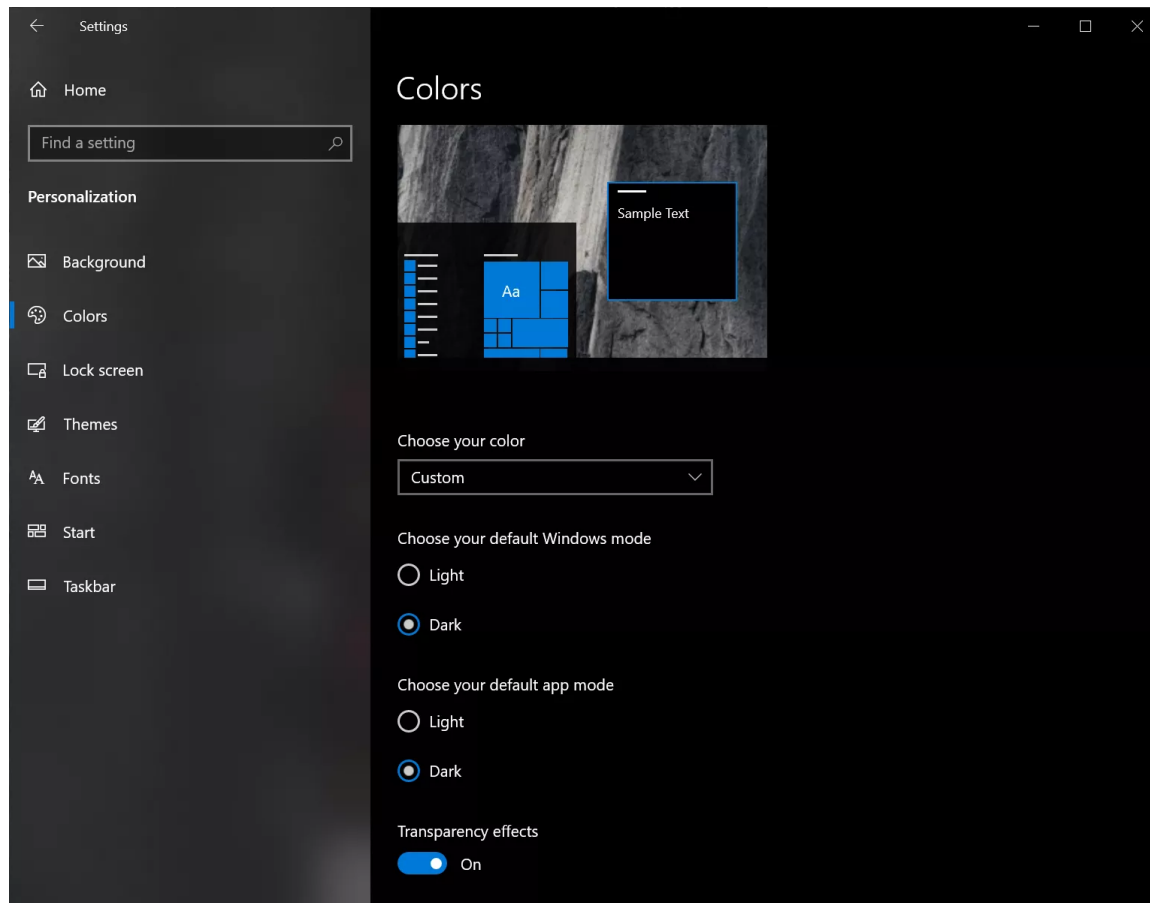 Settings
Home
Find a setting
Personalization
Background
Colors
Lock screen
Themes
Fonts
Start
Taskbar
Colors
Sample Text
Aa
Choose your color
Custom
Choose your default Windows mode
Light
Dark
Choose your default app mode
Light
Dark
Transparency effects
On